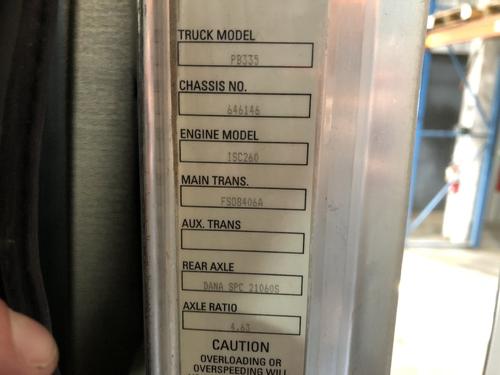 TRUCK MODEL
PB335
CHASSIS NO.
646146
ENGINE MODEL
ISC260
MAIN TRANS.
FSO8406A
AUX. TRANS
REAR AXLE
DANA SPC 21060S
AXLE RATIO
4.63
CAUTION
OVERLOADING OR
OVERSPEEDING WILL